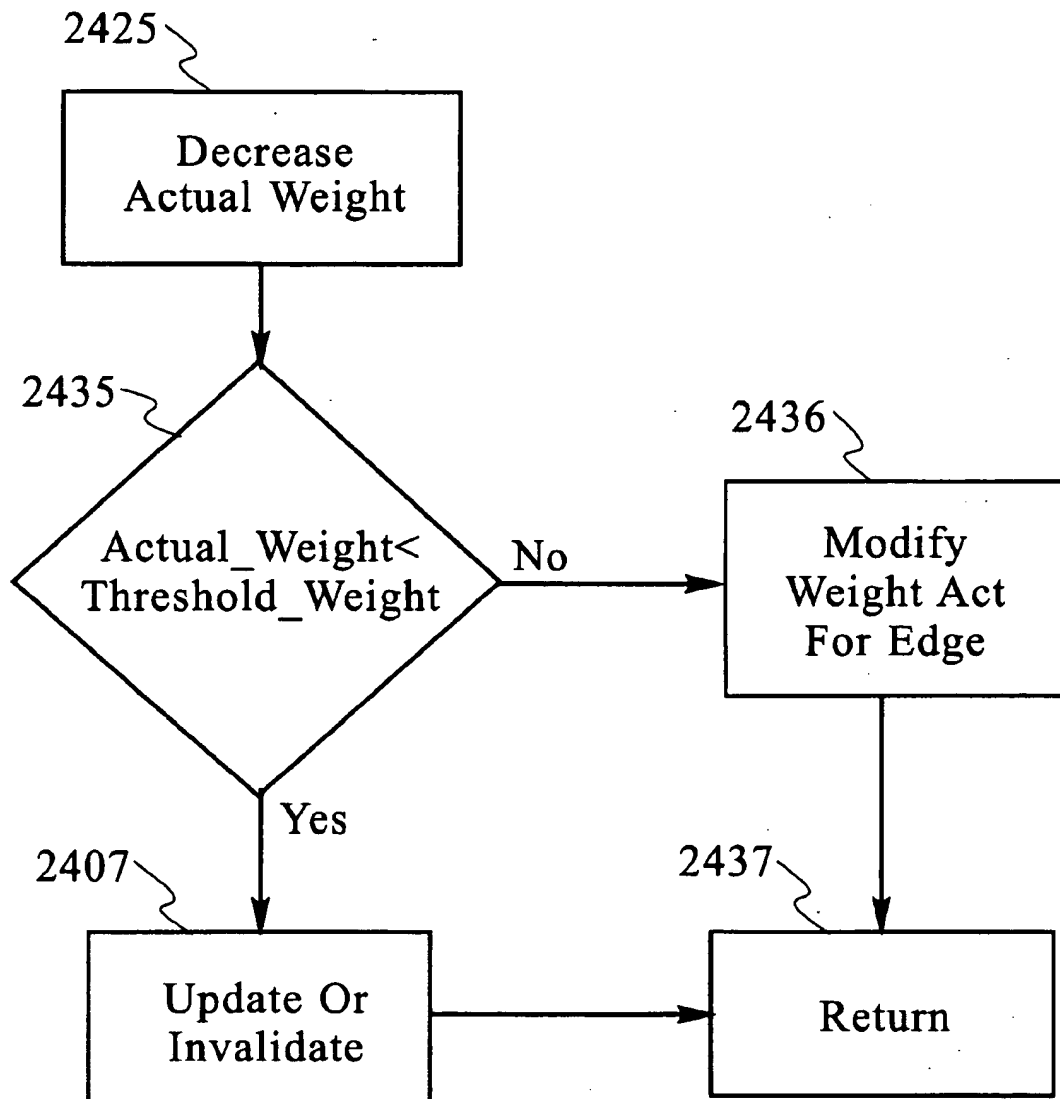 2425
Decrease
Actual Weight
2435
Actual_Weight<
Threshold_Weight
No
2436
Modify
Weight Act
For Edge
Yes
2407
Update Or
Invalidate
2437
Return